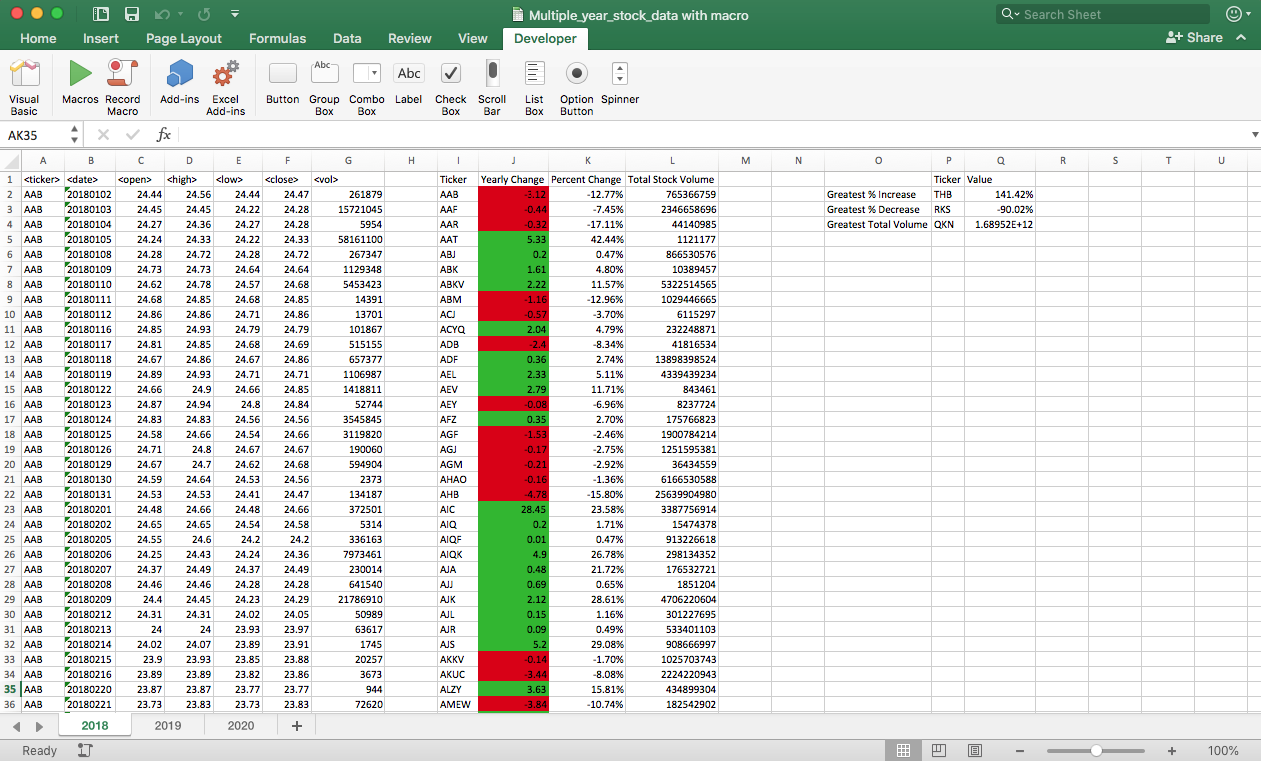 Multiple_year_stock_data with macro
Search Sheet
Home Insert Page Layout Formulas Data Review View Developer Share
Abc Abc
Visual Basic Macros Record Macro Add-ins Excel Add-ins Button Group Box Combo Box Label Check Box Scroll Bar List Box Option Button Spinner
AK35 fx
A B C D E F G H I J K L M N O P Q R S T U
1 <ticker> <date> <open> <high> <low> <close> <vol> Ticker Yearly Change Percent Change Total Stock Volume Ticker Value
2 AAB 20180102 24.44 24.56 24.44 24.47 261879 AAB -3.12 -12.77% 765366759 Greatest % Increase THB 141.42%
3 AAB 20180103 24.45 24.45 24.22 24.28 15721045 AAF -0.44 -7.45% 2346658696 Greatest % Decrease RKS -90.02%
4 AAB 20180104 24.27 24.36 24.27 24.28 5954 AAR -0.32 -17.11% 44140985 Greatest Total Volume QKN 1.68952E+12
5 AAB 20180105 24.24 24.33 24.22 24.33 58161100 AAT 5.33 42.44% 1121177
6 AAB 20180108 24.28 24.72 24.28 24.72 267347 ABJ 0.2 0.47% 866530576
7 AAB 20180109 24.73 24.73 24.64 24.64 1129348 ABK 1.61 4.80% 10389457
8 AAB 20180110 24.62 24.78 24.57 24.68 5453423 ABKV 2.22 11.57% 5322514565
9 AAB 20180111 24.68 24.85 24.68 24.85 14391 ABM -1.16 -12.96% 1029446665
10 AAB 20180112 24.86 24.86 24.71 24.86 13701 ACJ -0.57 -3.70% 6115297
11 AAB 20180116 24.85 24.93 24.79 24.79 101867 ACYQ 2.04 4.79% 232248871
12 AAB 20180117 24.81 24.85 24.68 24.69 515155 ADB -2.4 -8.34% 41816534
13 AAB 20180118 24.67 24.86 24.67 24.86 657377 ADF 0.36 2.74% 13898398524
14 AAB 20180119 24.89 24.93 24.71 24.71 1106987 AEL 2.33 5.11% 4339439234
15 AAB 20180122 24.66 24.9 24.66 24.85 1418811 AEV 2.79 11.71% 843461
16 AAB 20180123 24.87 24.94 24.8 24.84 52744 AEY -0.08 -6.96% 8237724
17 AAB 20180124 24.83 24.83 24.56 24.56 3545845 AFZ 0.35 2.70% 175766823
18 AAB 20180125 24.58 24.66 24.54 24.66 3119820 AGF -1.53 -2.46% 1900784214
19 AAB 20180126 24.71 24.8 24.67 24.67 190060 AGJ -0.17 -2.75% 1251595381
20 AAB 20180129 24.67 24.7 24.62 24.68 594904 AGM -0.21 -2.92% 36434559
21 AAB 20180130 24.59 24.64 24.53 24.56 2373 AHAO -0.16 -1.36% 6166530588
22 AAB 20180131 24.53 24.53 24.41 24.47 134187 AHB -4.78 -15.80% 25639904980
23 AAB 20180201 24.48 24.66 24.48 24.66 372501 AIC 28.45 23.58% 3387756914
24 AAB 20180202 24.65 24.65 24.54 24.58 5314 AIQ 0.2 1.71% 15474378
25 AAB 20180205 24.55 24.6 24.2 24.2 336163 AIQF 0.01 0.47% 913226618
26 AAB 20180206 24.25 24.43 24.24 24.36 7973461 AIQK 4.9 26.78% 298134352
27 AAB 20180207 24.37 24.49 24.37 24.49 230014 AJA 0.48 21.72% 176532721
28 AAB 20180208 24.46 24.46 24.28 24.28 641540 AJJ 0.69 0.65% 1851204
29 AAB 20180209 24.4 24.45 24.23 24.29 21786910 AJK 2.12 28.61% 4706220604
30 AAB 20180212 24.31 24.31 24.02 24.05 50989 AJL 0.15 1.16% 301227695
31 AAB 20180213 24 24 23.93 23.97 63617 AJR 0.09 0.49% 533401103
32 AAB 20180214 24.02 24.07 23.89 23.91 1745 AJS 5.2 29.08% 908666997
33 AAB 20180215 23.9 23.93 23.85 23.88 20257 AKKV -0.14 -1.70% 1025703743
34 AAB 20180216 23.89 23.89 23.82 23.86 3673 AKUC -3.44 -8.08% 2224220943
35 AAB 20180220 23.87 23.87 23.77 23.77 944 ALZY 3.63 15.81% 434899304
36 AAB 20180221 23.73 23.83 23.73 23.83 72620 AMEW -3.84 -10.74% 182542902
2018 2019 2020 +
Ready 100%